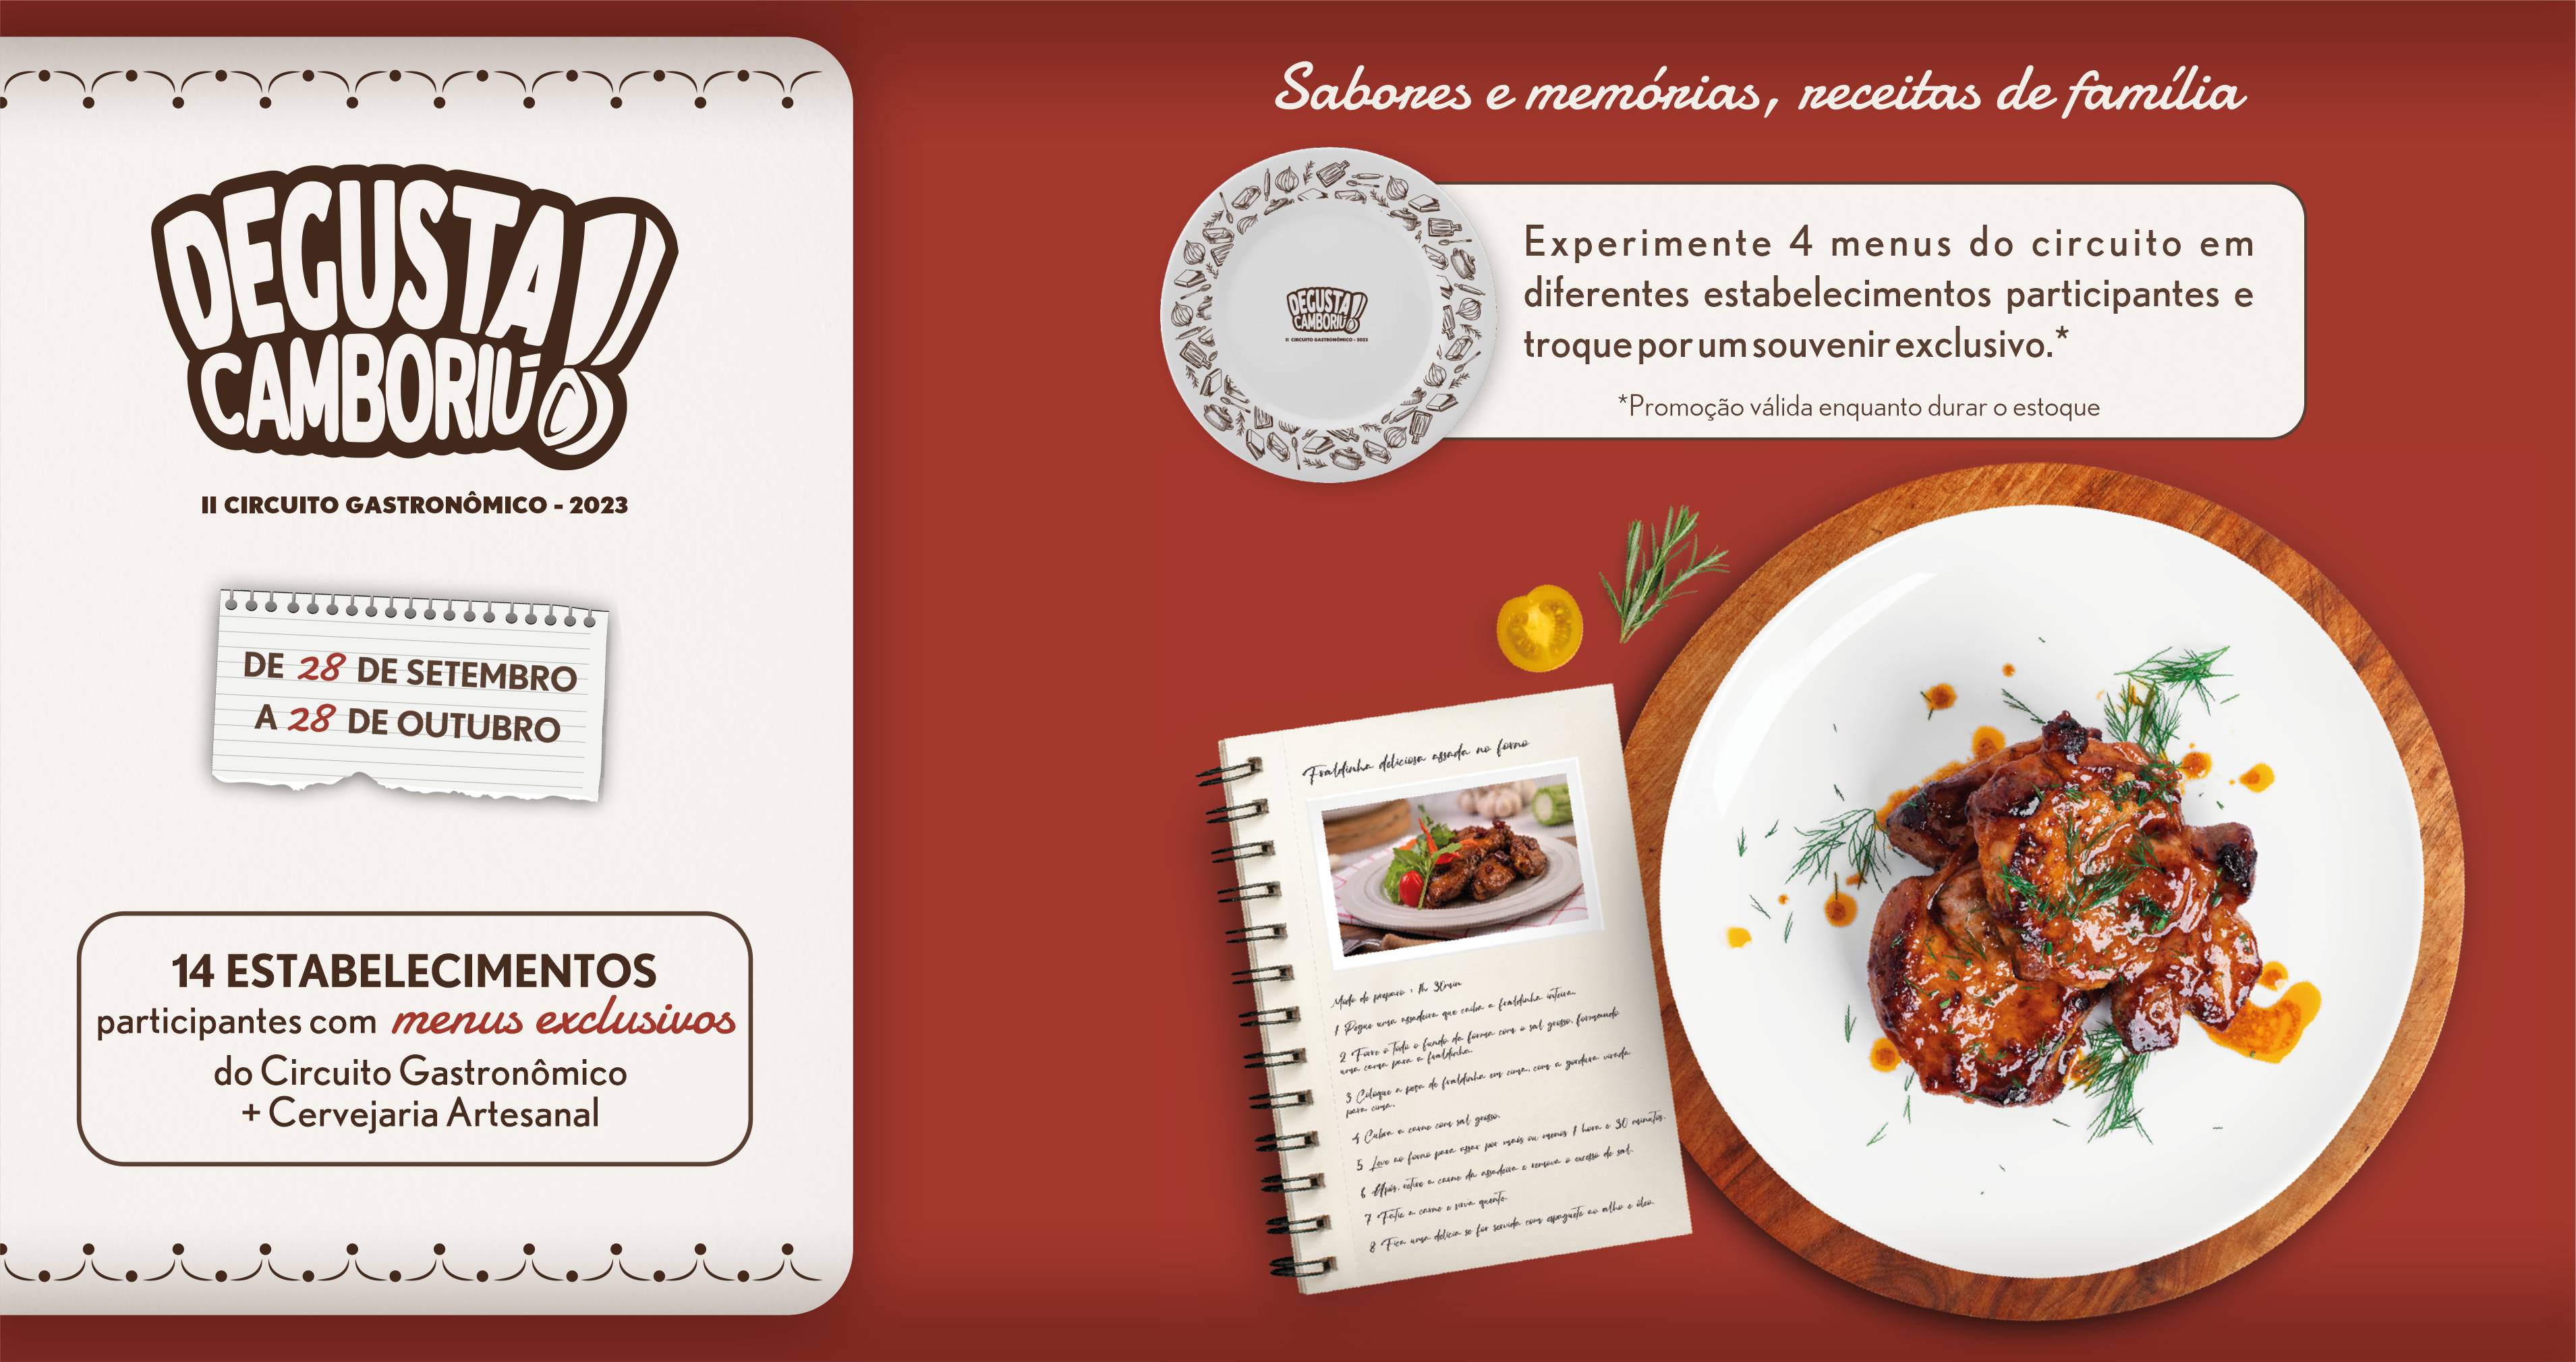 DEGUSTA!
CAMBORIÚ
II CIRCUITO GASTRONÔMICO - 2023
DE 28 DE SETEMBRO
A 28 DE OUTUBRO
14 ESTABELECIMENTOS
participantes com menus exclusivos
do Circuito Gastronômico
+ Cervejaria Artesanal
Sabores e memórias, receitas de família
DEGUSTA!
CAMBORIÚ
II CIRCUITO GASTRONÔMICO - 2023
Experimente 4 menus do circuito em
diferentes estabelecimentos participantes e
troque por um souvenir exclusivo.*
*Promoção válida enquanto durar o estoque
Fraldinha deliciosa assada no forno
Modo de preparo : 1h 30min
1 Pegue uma assadeira que caiba a fraldinha inteira.
2 Forre o todo o fundo da forma com o sal grosso, formando
uma cama para a fraldinha.
3 Coloque a peça de fraldinha em cima, com a gordura virada
para cima.
4 Cubra a carne com sal grosso.
5 Leve ao forno para assar por mais ou menos 1 hora e 30 minutos.
6 Após, retire a carne da assadeira e remova o excesso de sal.
7 Fatie a carne e sirva quente.
8 Fica uma delícia se for servida com espaguete ao alho e óleo.